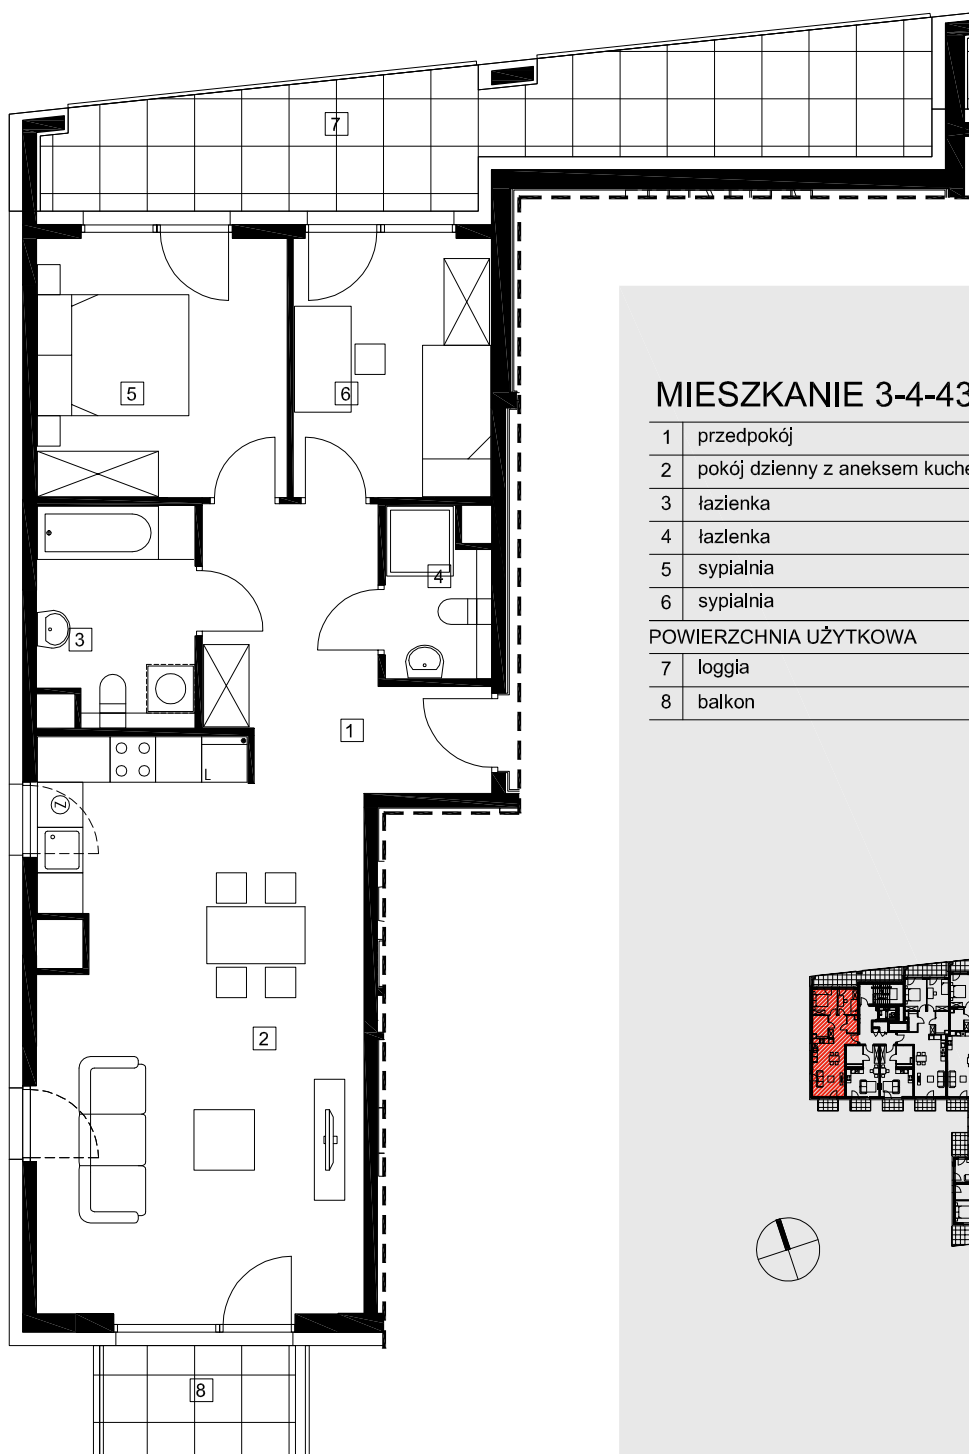 7
5
6
4
3
1
L
Z
2
8
MIESZKANIE 3-4-43
1 przedpokój
2 pokój dzienny z aneksem kuche
3 łazienka
4 łazienka
5 sypialnia
6 sypialnia
POWIERZCHNIA UŻYTKOWA
7 loggia
8 balkon